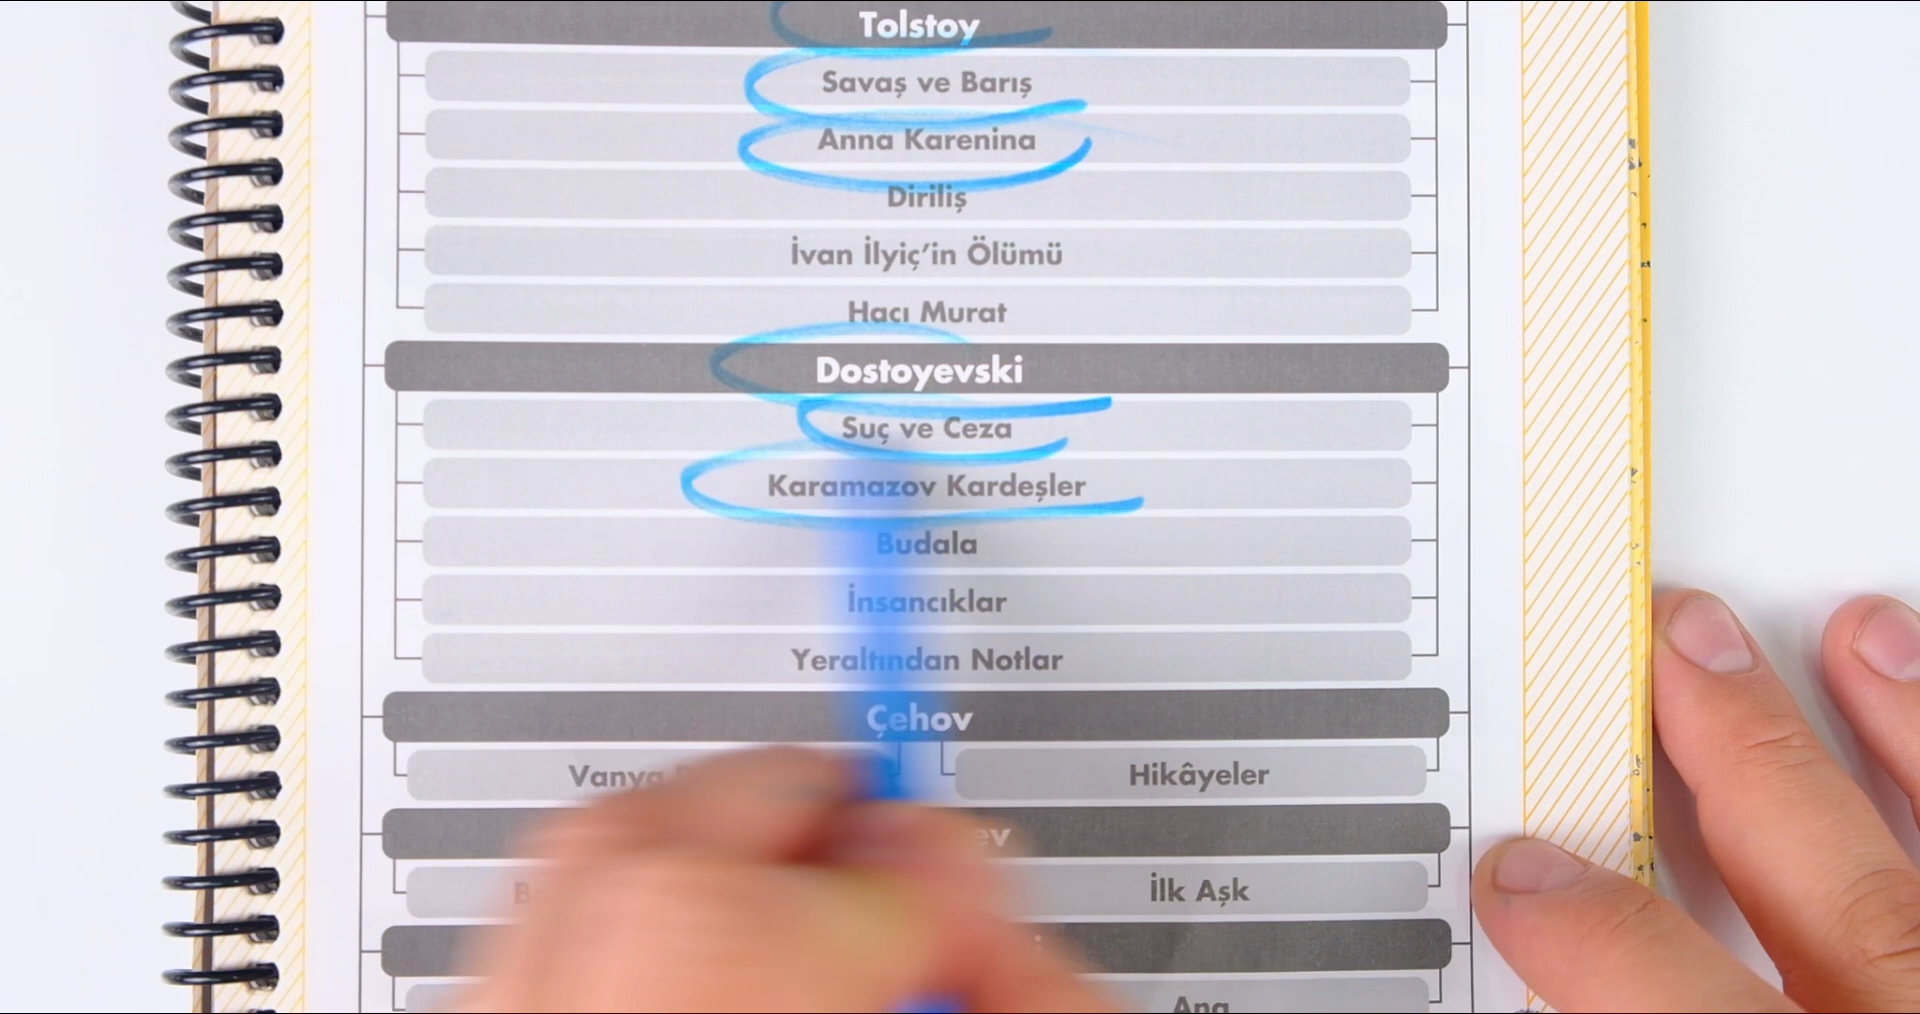 Tolstoy
Savaş ve Barış
Anna Karenina
Diriliş
İvan İlyiç’in Ölümü
Hacı Murat
Dostoyevski
Suç ve Ceza
Karamazov Kardeşler
Budala
İnsancıklar
Yeraltından Notlar
Çehov
Vanya
Hikâyeler
İlk Aşk
Ana